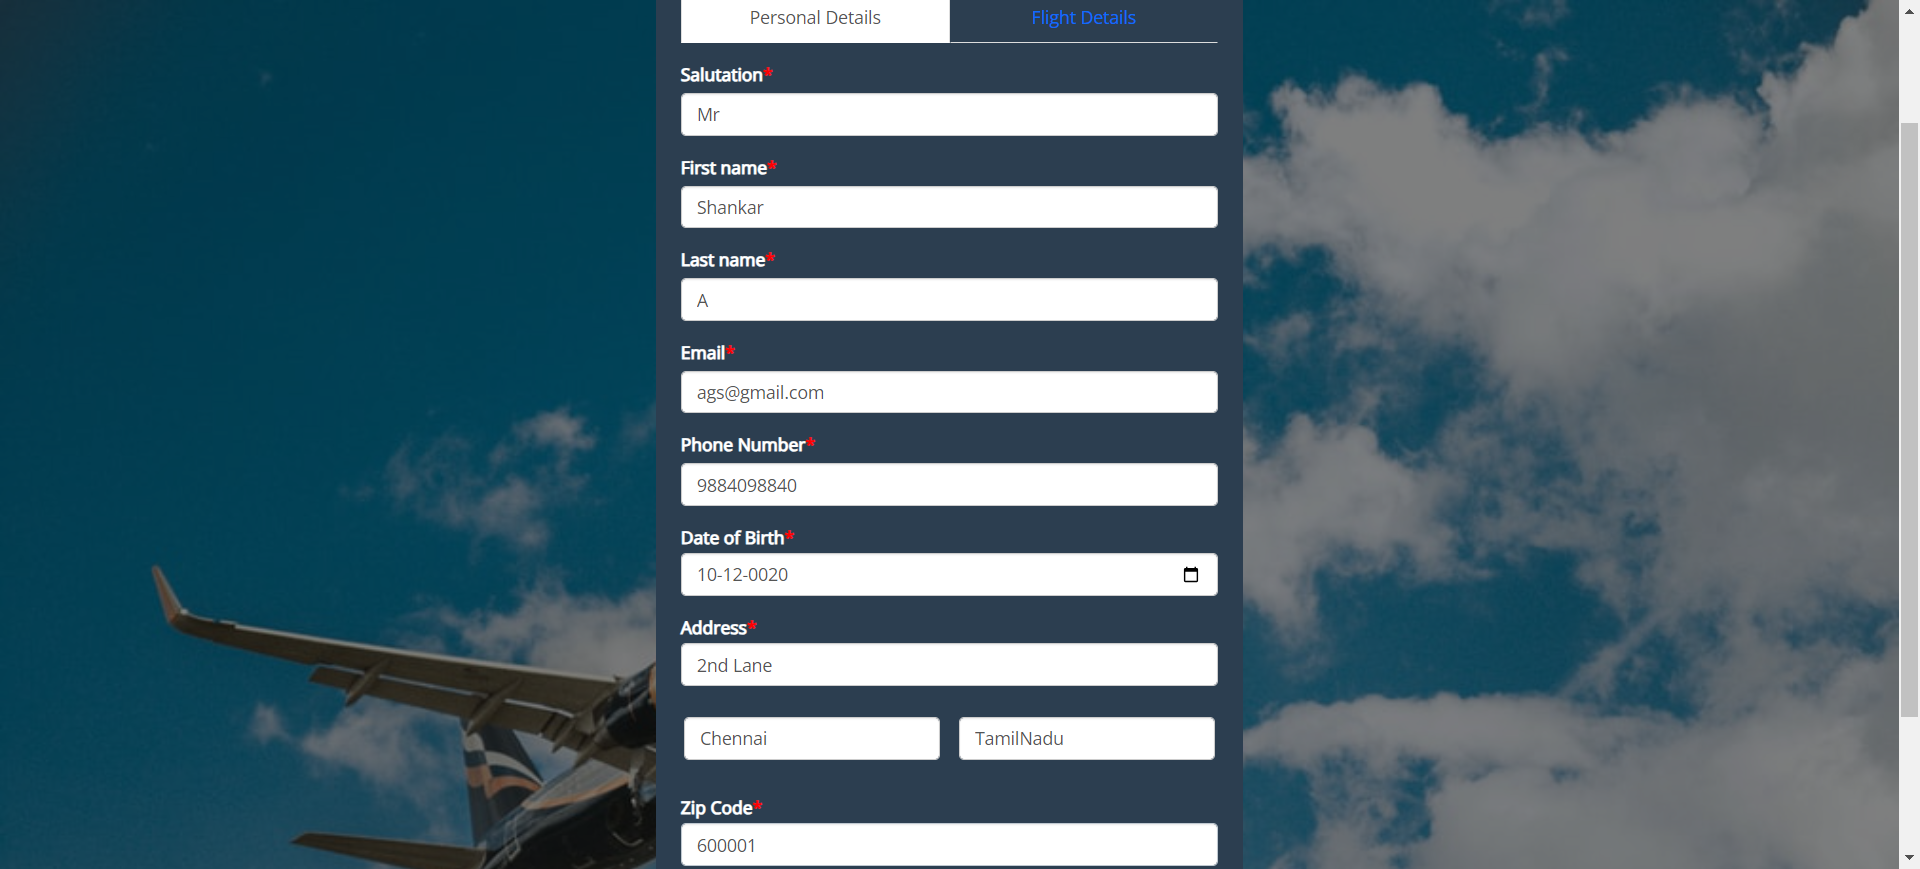 Personal Details Flight Details
Salutation*
Mr
First name*
Shankar
Last name*
A
Email*
ags@gmail.com
Phone Number*
9884098840
Date of Birth*
10-12-0020
Address*
2nd Lane
Chennai TamilNadu
Zip Code*
600001